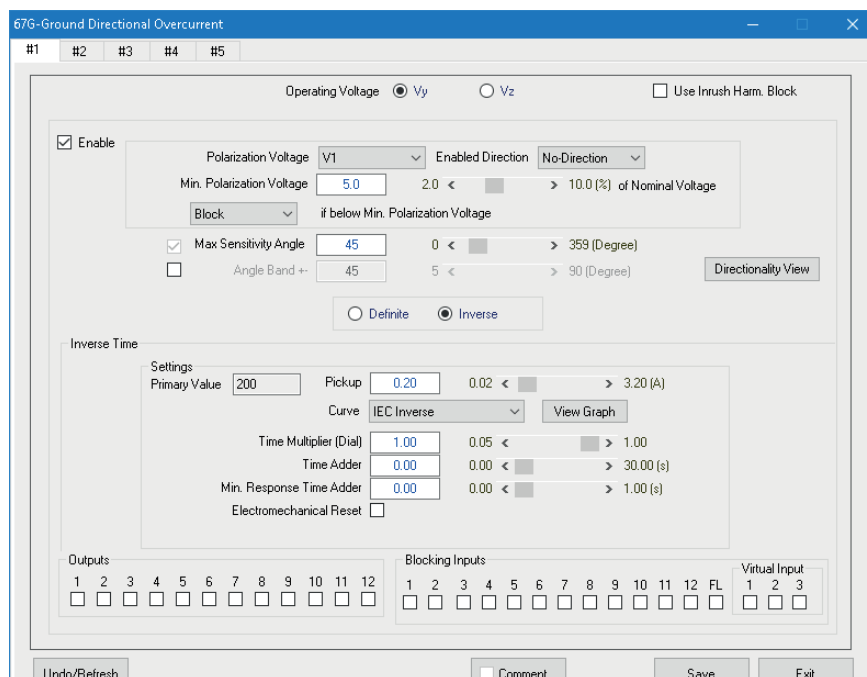 67G-Ground Directional Overcurrent
#1 #2 #3 #4 #5
Operating Voltage Vy Vz Use Inrush Harm. Block
Enable
Polarization Voltage V1 Enabled Direction No-Direction
Min. Polarization Voltage 5.0 2.0 < > 10.0 (%) of Nominal Voltage
Block if below Min. Polarization Voltage
Max Sensitivity Angle 45 0 < > 359 (Degree)
Angle Band +- 45 5 < > 90 (Degree) Directionality View
Definite Inverse
Inverse Time
Settings
Primary Value 200 Pickup 0.20 0.02 < > 3.20 (A)
Curve IEC Inverse View Graph
Time Multiplier (Dial) 1.00 0.05 < > 1.00
Time Adder 0.00 0.00 < > 30.00 (s)
Min. Response Time Adder 0.00 0.00 < > 1.00 (s)
Electromechanical Reset
Outputs Blocking Inputs Virtual Input
1 2 3 4 5 6 7 8 9 10 11 12 1 2 3 4 5 6 7 8 9 10 11 12 FL 1 2 3
Undo/Refresh Comment Save Exit